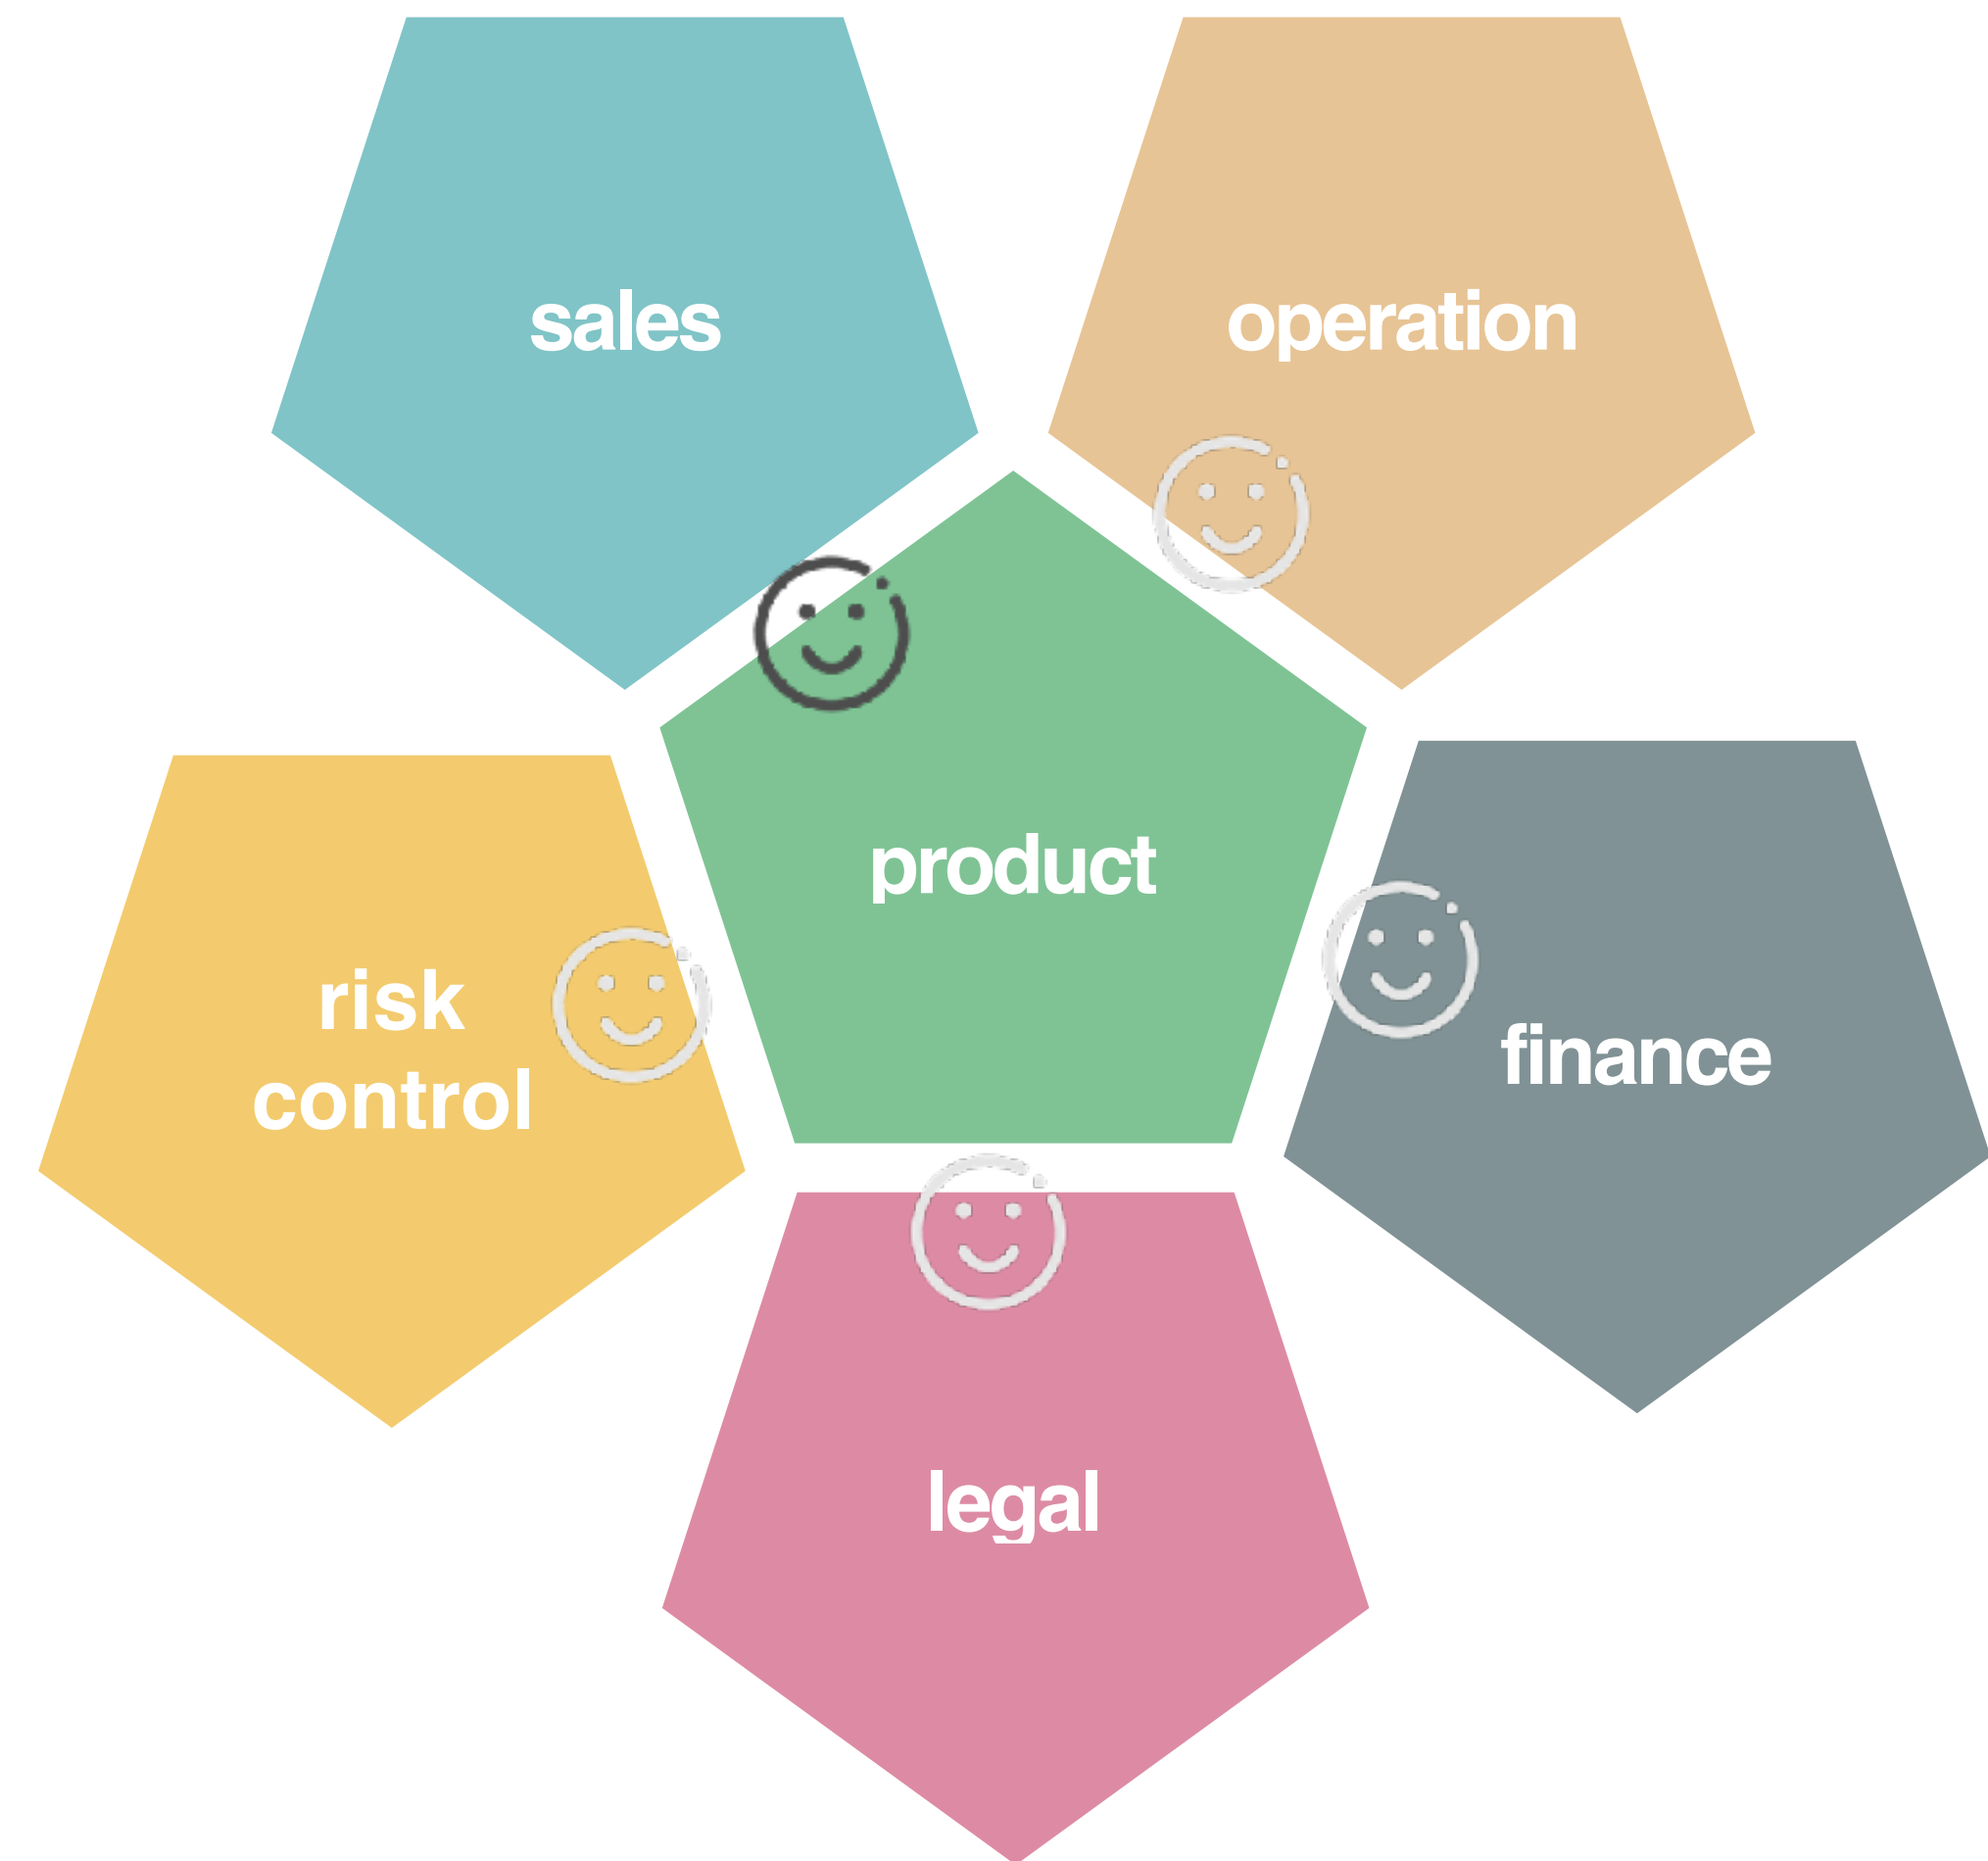 sales
operation
product
risk
control
finance
legal